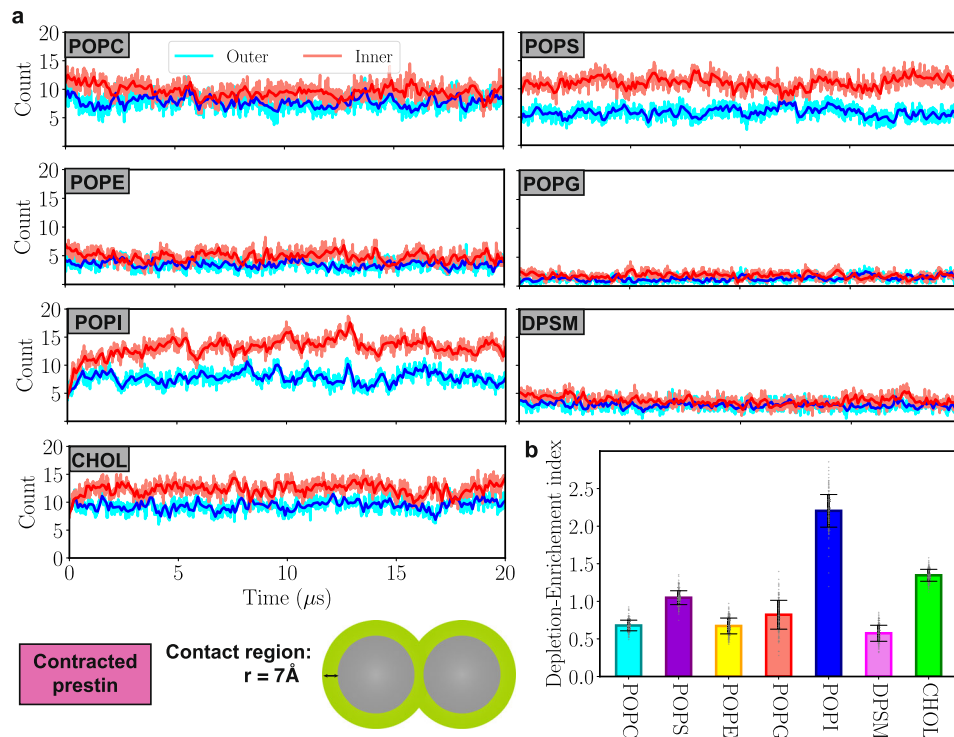 a
POPC
Outer
Inner
20
15
10
5
Count
POPS
POPE
20
15
10
5
Count
POPG
POPI
20
15
10
5
0
Count
DPSM
CHOL
20
15
10
5
0
Count
0
5
10
15
20
Time (μs)
b
Depletion-Enrichement index
2.5
2.0
1.5
1.0
0.5
0.0
POPC
POPS
POPE
POPG
POPI
DPSM
CHOL
Contracted
prestin
Contact region:
r = 7Å